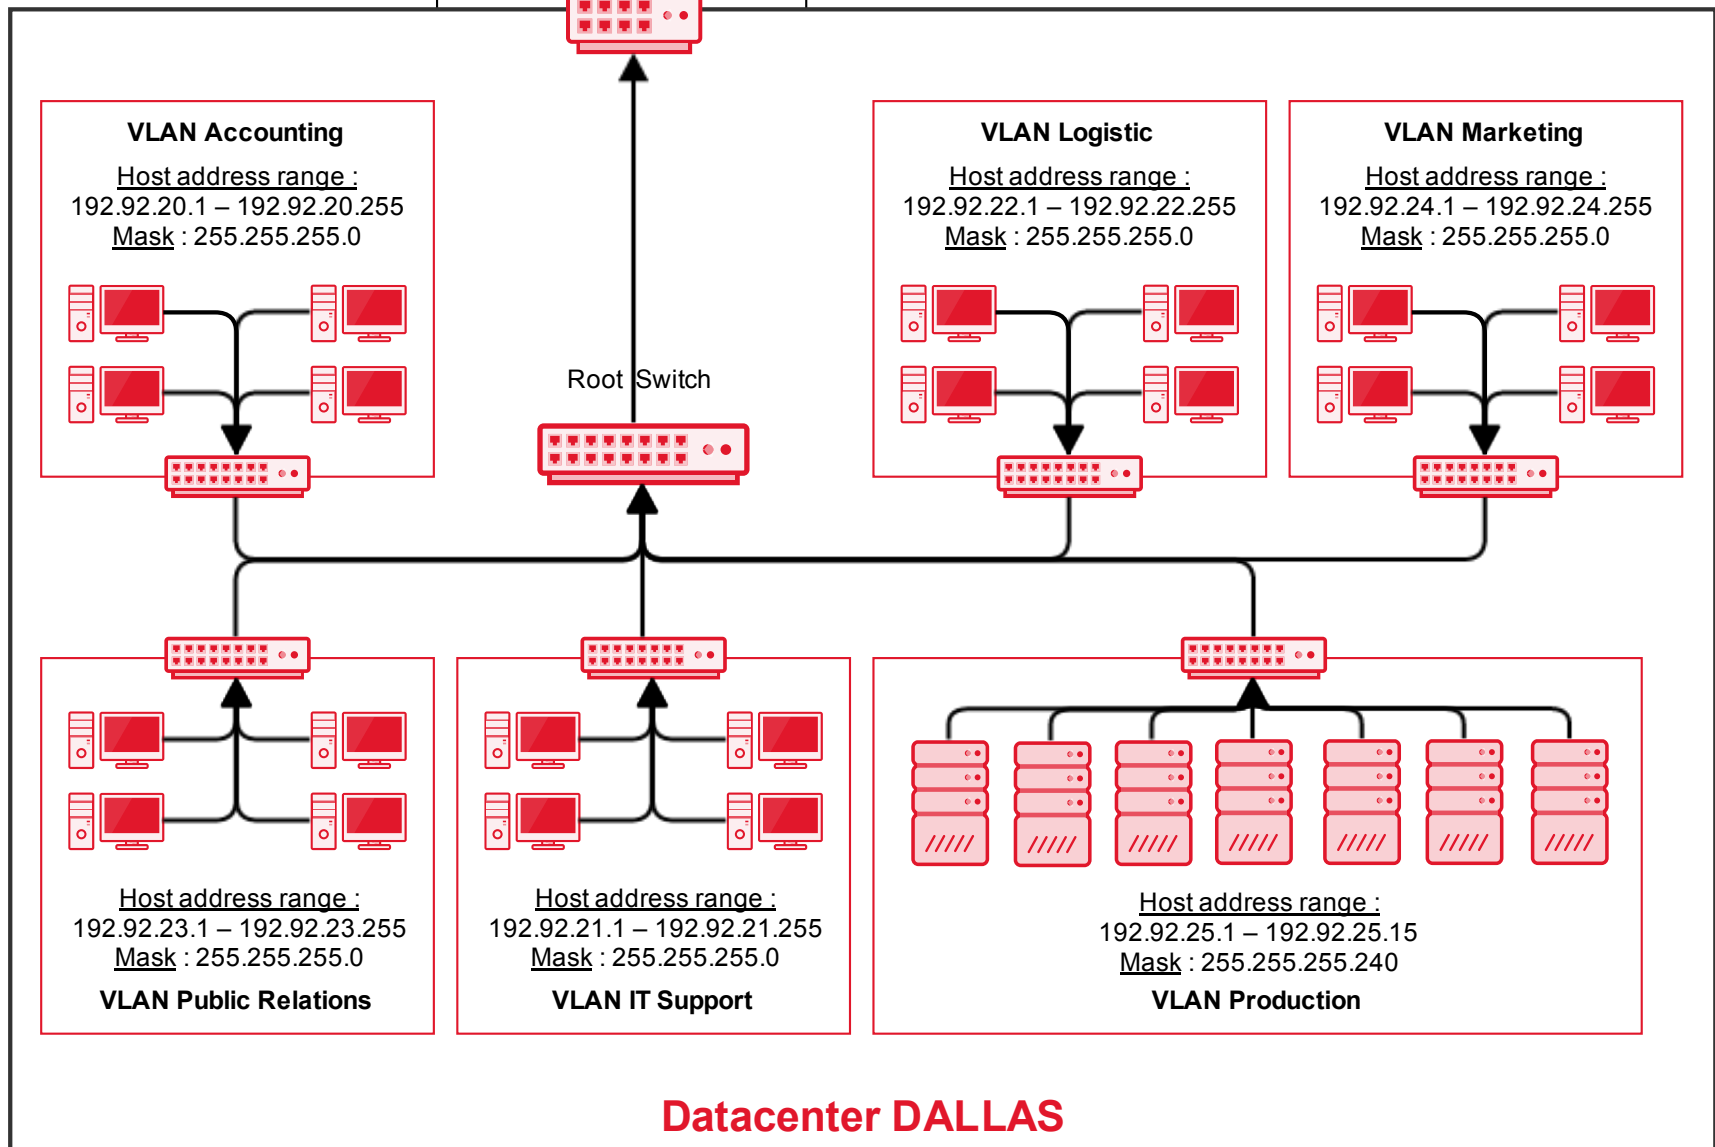 VLAN Accounting
Host address range :
192.92.20.1 – 192.92.20.255
Mask : 255.255.255.0
VLAN Logistic
Host address range :
192.92.22.1 – 192.92.22.255
Mask : 255.255.255.0
VLAN Marketing
Host address range :
192.92.24.1 – 192.92.24.255
Mask : 255.255.255.0
Root Switch
Host address range :
192.92.23.1 – 192.92.23.255
Mask : 255.255.255.0
VLAN Public Relations
Host address range :
192.92.21.1 – 192.92.21.255
Mask : 255.255.255.0
VLAN IT Support
Host address range :
192.92.25.1 – 192.92.25.15
Mask : 255.255.255.240
VLAN Production
Datacenter DALLAS